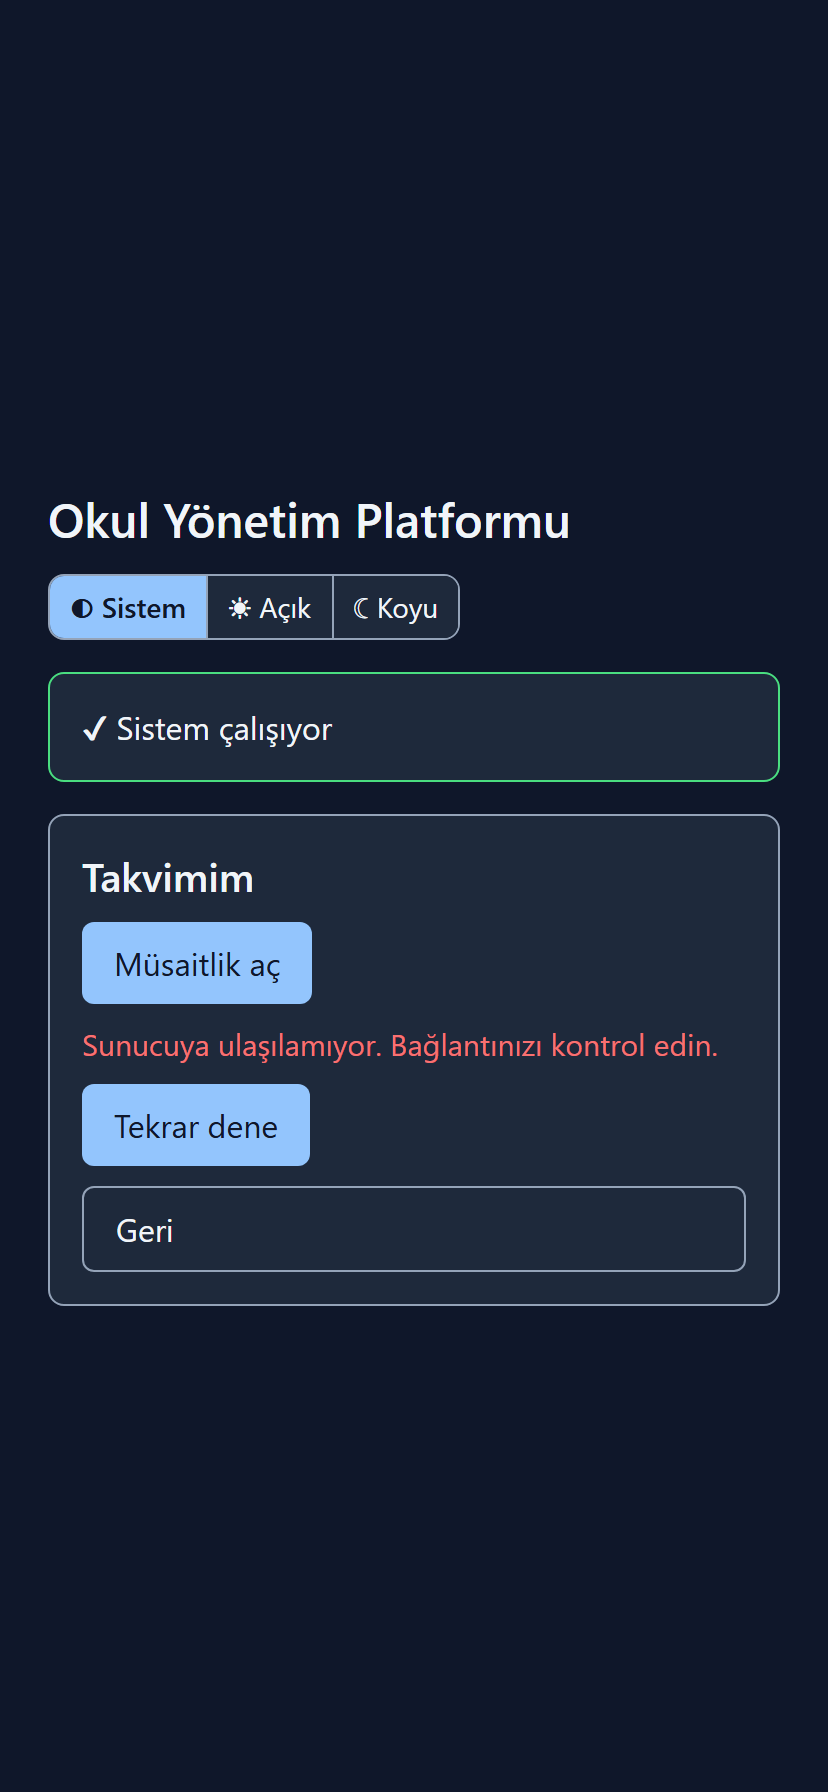 Okul Yönetim Platformu
◐ Sistem ☀ Açık ☾ Koyu
✓ Sistem çalışıyor
Takvimim
Müsaitlik aç
Sunucuya ulaşılamıyor. Bağlantınızı kontrol edin.
Tekrar dene
Geri